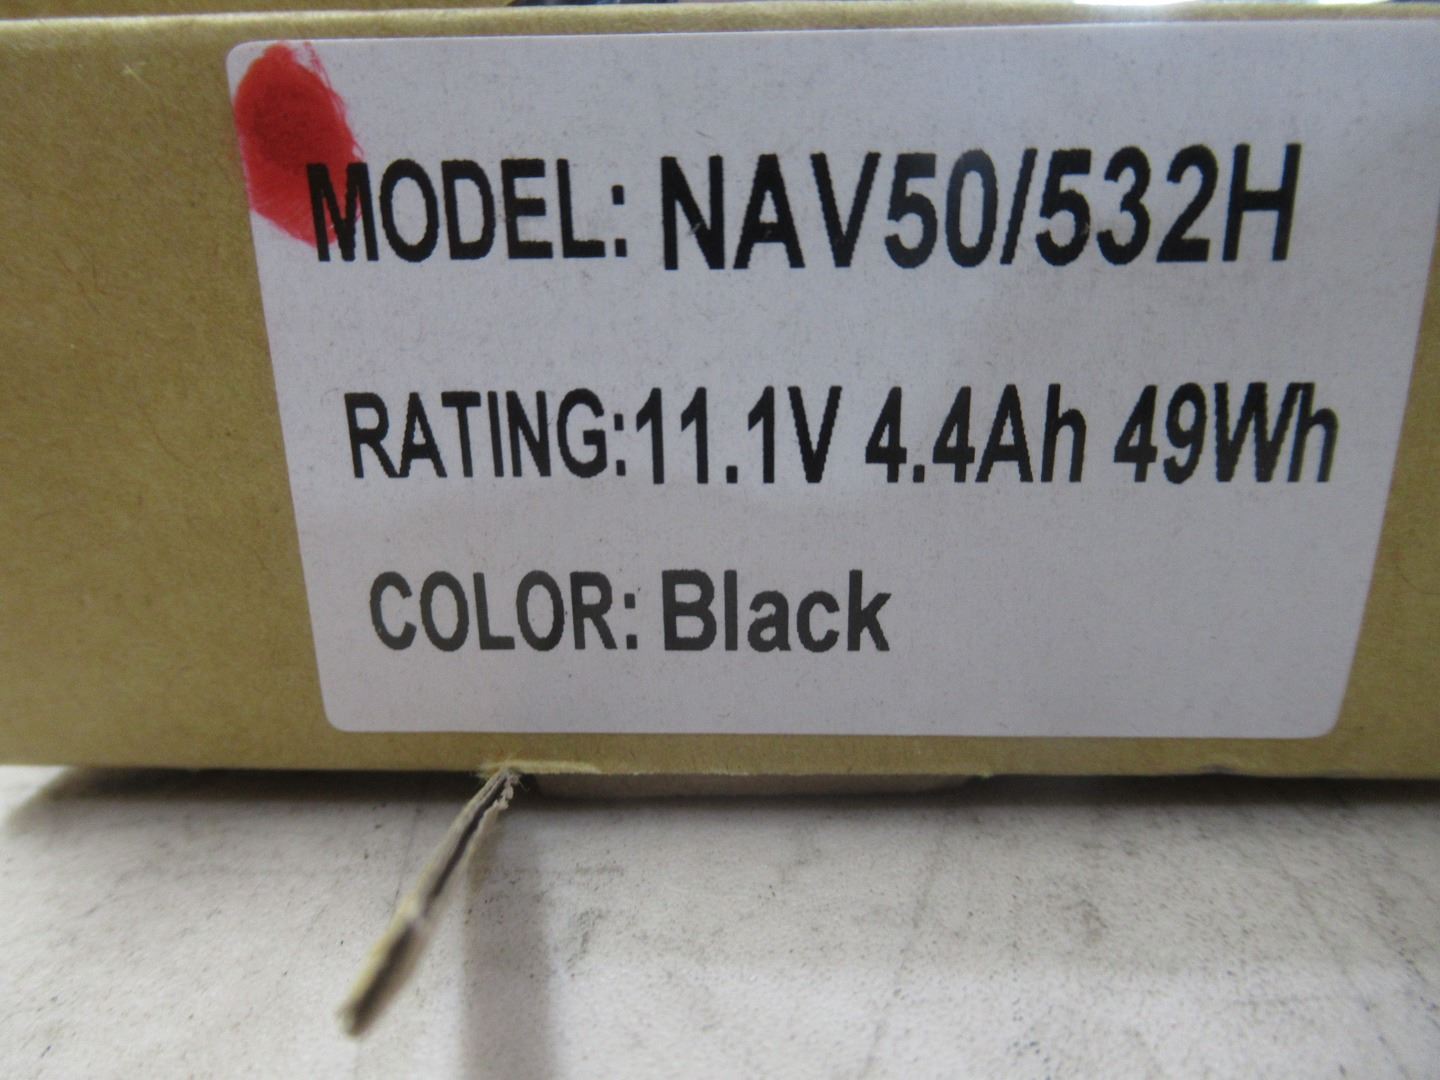 MODEL: NAV50/532H
RATING:11.1V 4.4Ah 49Wh
COLOR: Black